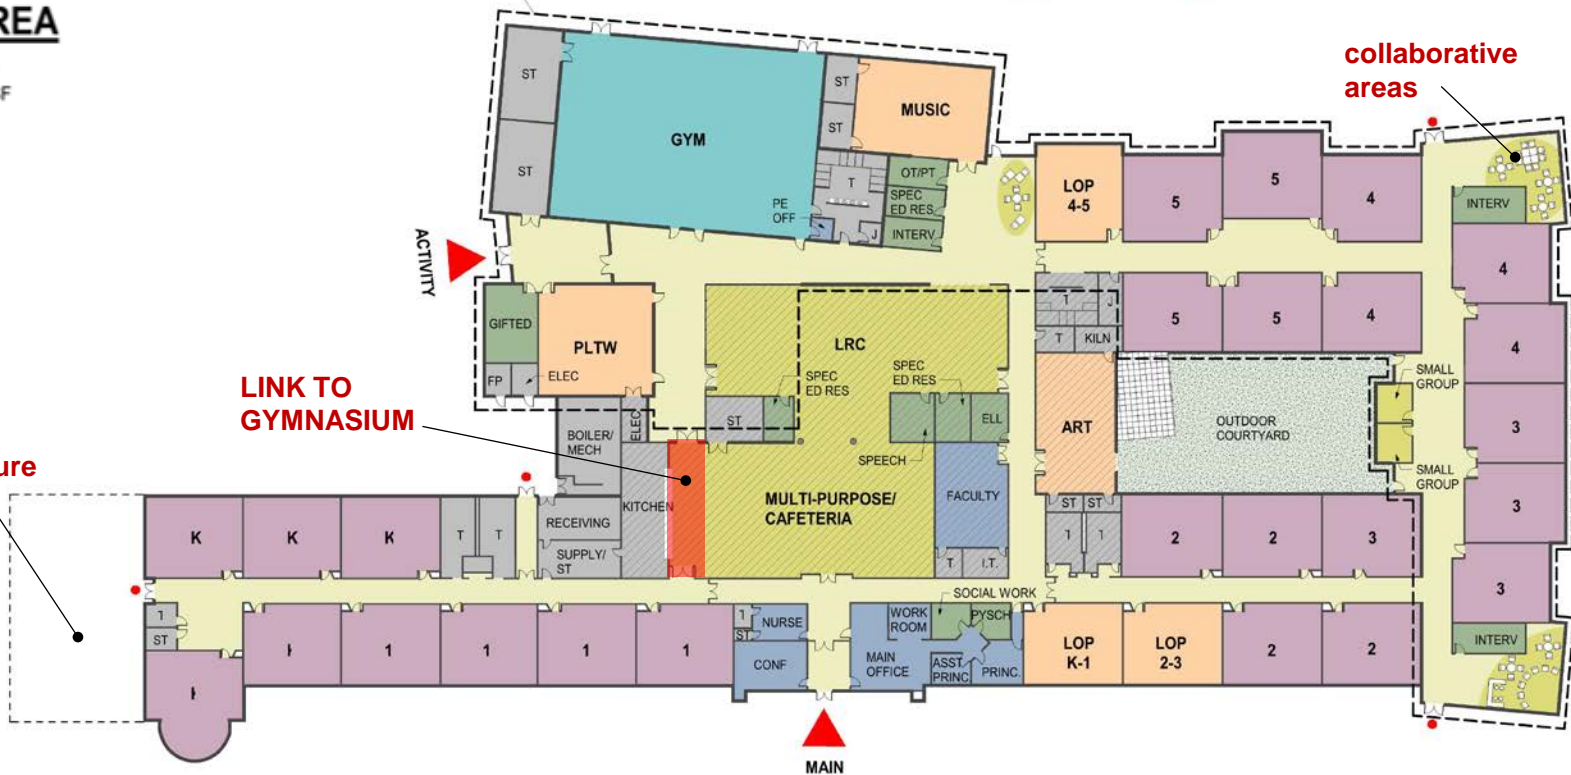 REA
F
collaborative
areas
ST
ST
GYM
ST
ST
MUSIC
T
PE
OFF
J
OT/PT
SPEC
ED RES
INTERV
LOP
4-5
5
5
4
INTERV
4
ACTIVITY
GIFTED
PLTW
FP
ELEC
LRC
SPEC
ED RES
SPEC
ED RES
ST
ELL
SPEECH
J
T
KILN
5
5
4
4
SMALL
GROUP
ART
OUTDOOR
COURTYARD
3
SMALL
GROUP
LINK TO
GYMNASIUM
BOILER/
MECH
ELEC
KITCHEN
RECEIVING
SUPPLY/
ST
MULTI-PURPOSE/
CAFETERIA
FACULTY
T
I.T.
ST
ST
2
2
3
3
3
ure
K
K
K
T
T
ST
1
1
1
1
ST
NURSE
CONF
WORK
ROOM
MAIN
OFFICE
SOCIAL WORK
PYSCH
ASST
PRINC
PRINC.
LOP
K-1
LOP
2-3
2
2
INTERV
MAIN